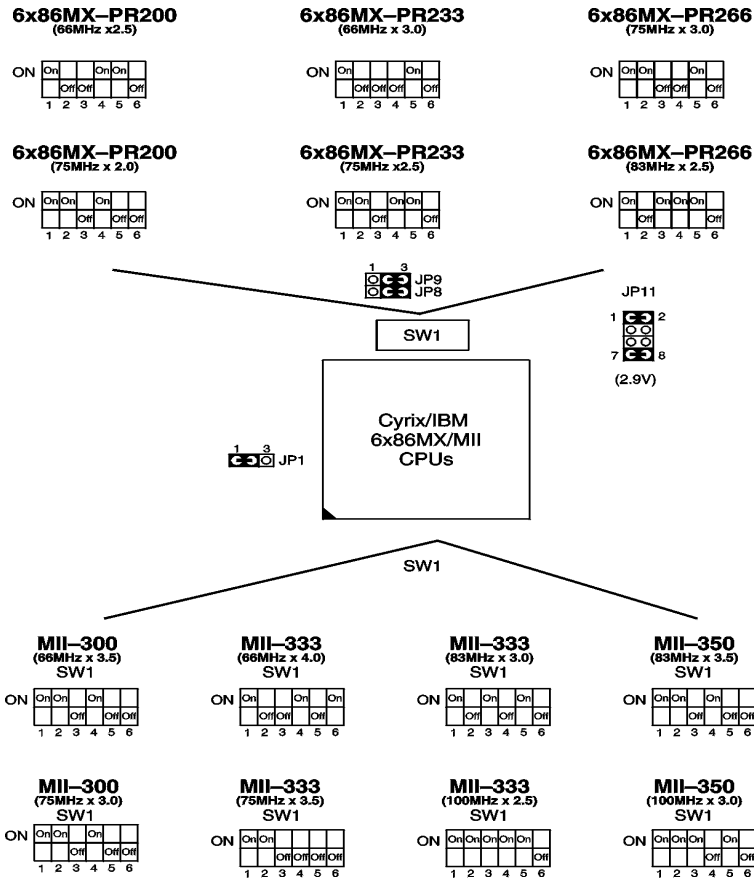 6x86MX–PR200
(66MHz x2.5)
ON On On On
Off Off Off
1 2 3 4 5 6
6x86MX–PR233
(66MHz x 3.0)
ON On On
Off Off Off Off
1 2 3 4 5 6
6x86MX–PR266
(75MHz x 3.0)
ON On On On
Off Off Off
1 2 3 4 5 6
6x86MX–PR200
(75MHz x 2.0)
ON On On On
Off Off Off
1 2 3 4 5 6
6x86MX–PR233
(75MHz x2.5)
ON On On On On
Off Off
1 2 3 4 5 6
6x86MX–PR266
(83MHz x 2.5)
ON On On On On
Off Off
1 2 3 4 5 6
1 3
JP9
JP8
SW1
JP11
1 2
7 8
(2.9V)
Cyrix/IBM
6x86MX/MII
CPUs
1 3
JP1
SW1
MII–300
(66MHz x 3.5)
SW1
ON On On On
Off Off Off
1 2 3 4 5 6
MII–333
(66MHz x 4.0)
SW1
ON On On On
Off Off Off
1 2 3 4 5 6
MII–333
(83MHz x 3.0)
SW1
ON On On On
Off Off Off
1 2 3 4 5 6
MII–350
(83MHz x 3.5)
SW1
ON On On On
Off Off Off
1 2 3 4 5 6
MII–300
(75MHz x 3.0)
SW1
ON On On On
Off Off Off
1 2 3 4 5 6
MII–333
(75MHz x 3.5)
SW1
ON On On
Off Off Off Off
1 2 3 4 5 6
MII–333
(100MHz x 2.5)
SW1
ON On On On On On
Off
1 2 3 4 5 6
MII–350
(100MHz x 3.0)
SW1
ON On On On On
Off Off
1 2 3 4 5 6